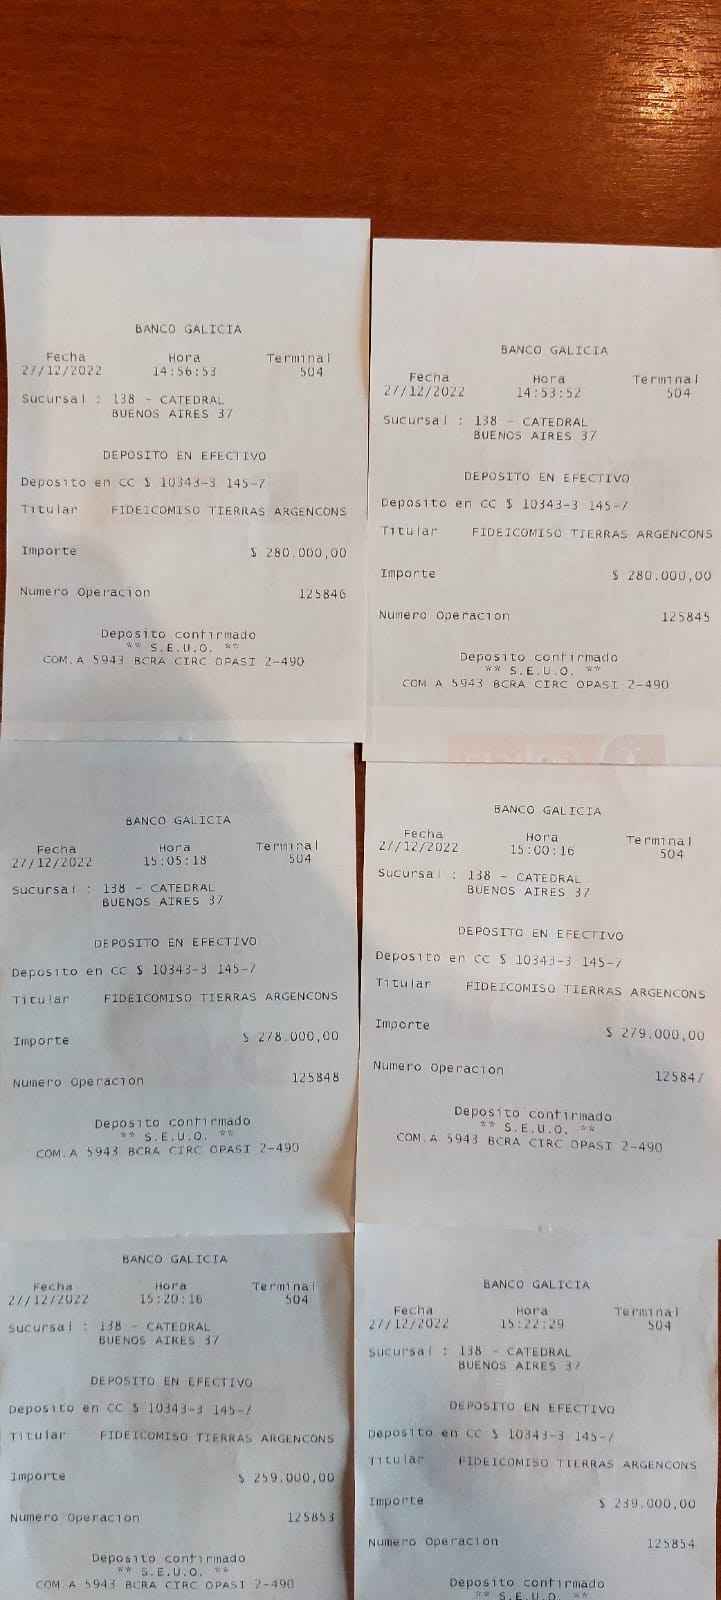 BANCO GALICIA
Fecha Hora Terminal
27/12/2022 14:56:53 504
Sucursal : 138 - CATEDRAL
BUENOS AIRES 37
DEPOSITO EN EFECTIVO
Deposito en CC $ 10343-3 145-7
Titular FIDEICOMISO TIERRAS ARGENCONS
Importe $ 280.000,00
Numero Operacion 125846
Deposito confirmado
** S.E.U.O. **
COM.A 5943 BCRA CIRC OPASI 2-490
BANCO GALICIA
Fecha Hora Terminal
27/12/2022 14:53:52 504
Sucursal : 138 - CATEDRAL
BUENOS AIRES 37
DEPOSITO EN EFECTIVO
Deposito en CC $ 10343-3 145-7
Titular FIDEICOMISO TIERRAS ARGENCONS
Importe $ 280.000,00
Numero Operacion 125845
Deposito confirmado
** S.E.U.O. **
COM.A 5943 BCRA CIRC OPASI 2-490
BANCO GALICIA
Fecha Hora Terminal
27/12/2022 15:05:18 504
Sucursal : 138 - CATEDRAL
BUENOS AIRES 37
DEPOSITO EN EFECTIVO
Deposito en CC $ 10343-3 145-7
Titular FIDEICOMISO TIERRAS ARGENCONS
Importe $ 278.000,00
Numero Operacion 125848
Deposito confirmado
** S.E.U.O. **
COM.A 5943 BCRA CIRC OPASI 2-490
BANCO GALICIA
Fecha Hora Terminal
27/12/2022 15:00:16 504
Sucursal : 138 - CATEDRAL
BUENOS AIRES 37
DEPOSITO EN EFECTIVO
Deposito en CC $ 10343-3 145-7
Titular FIDEICOMISO TIERRAS ARGENCONS
Importe $ 279.000,00
Numero Operacion 125847
Deposito confirmado
** S.E.U.O. **
COM.A 5943 BCRA CIRC OPASI 2-490
BANCO GALICIA
Fecha Hora Terminal
27/12/2022 15:20:16 504
Sucursal : 138 - CATEDRAL
BUENOS AIRES 37
DEPOSITO EN EFECTIVO
Deposito en CC $ 10343-3 145-7
Titular FIDEICOMISO TIERRAS ARGENCONS
Importe $ 259.000,00
Numero Operacion 125853
Deposito confirmado
** S.E.U.O. **
COM.A 5943 BCRA CIRC OPASI 2-490
BANCO GALICIA
Fecha Hora Terminal
27/12/2022 15:22:29 504
Sucursal : 138 - CATEDRAL
BUENOS AIRES 37
DEPOSITO EN EFECTIVO
Deposito en CC $ 10343-3 145-7
Titular FIDEICOMISO TIERRAS ARGENCONS
Importe $ 239.000,00
Numero Operacion 125854
Deposito confirmado
** S.E.U.O. **